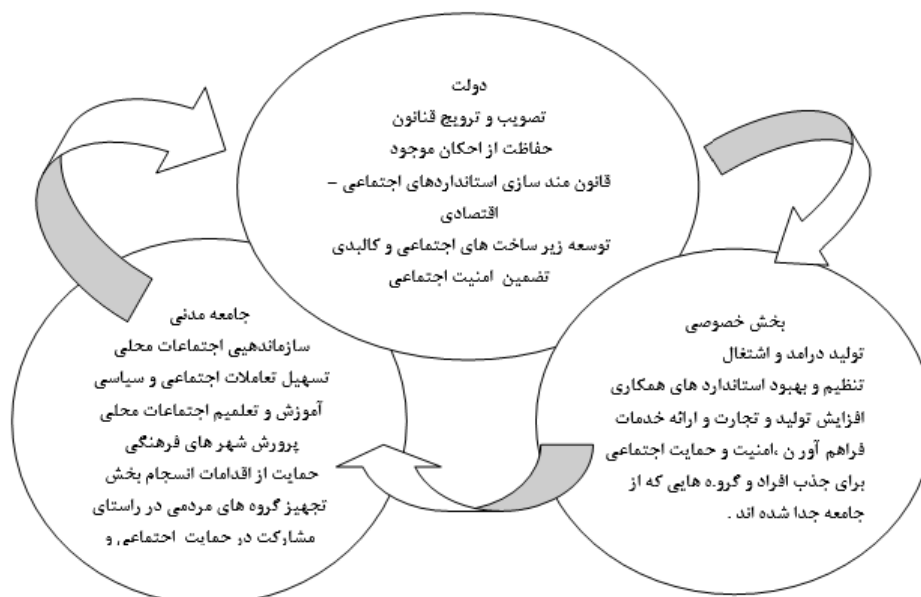 دولت
تصویب و ترویج قنانون
حفاظت از احکان موجود
قانون مند سازی استانداردهای اجتماعی –
اقتصادی
توسعه زیر ساخت های اجتماعی و کالبدی
تضمین امنیت اجتماعی
بخش خصوصی
تولید درامد و اشتغال
تنظیم و بهبود استاندارد های همکاری
افزایش تولید و تجارت و ارائه خدمات
فراهم آور ن ،امنیت و حمایت اجتماعی
برای جذب افراد و گروه هایی که از
جامعه جدا شده اند .
جامعه مدنی
سازماندهیی اجتماعات محلی
تسهیل تعاملات اجتماعی و سیاسی
آموزش و تعلمیم اجتماعات محلی
پرورش شهر های فرهنگی
حمایت از اقدامات انسجام بخش
تجهیز گروه های مردمی در راستای
مشارکت در حمایت اجتماعی و